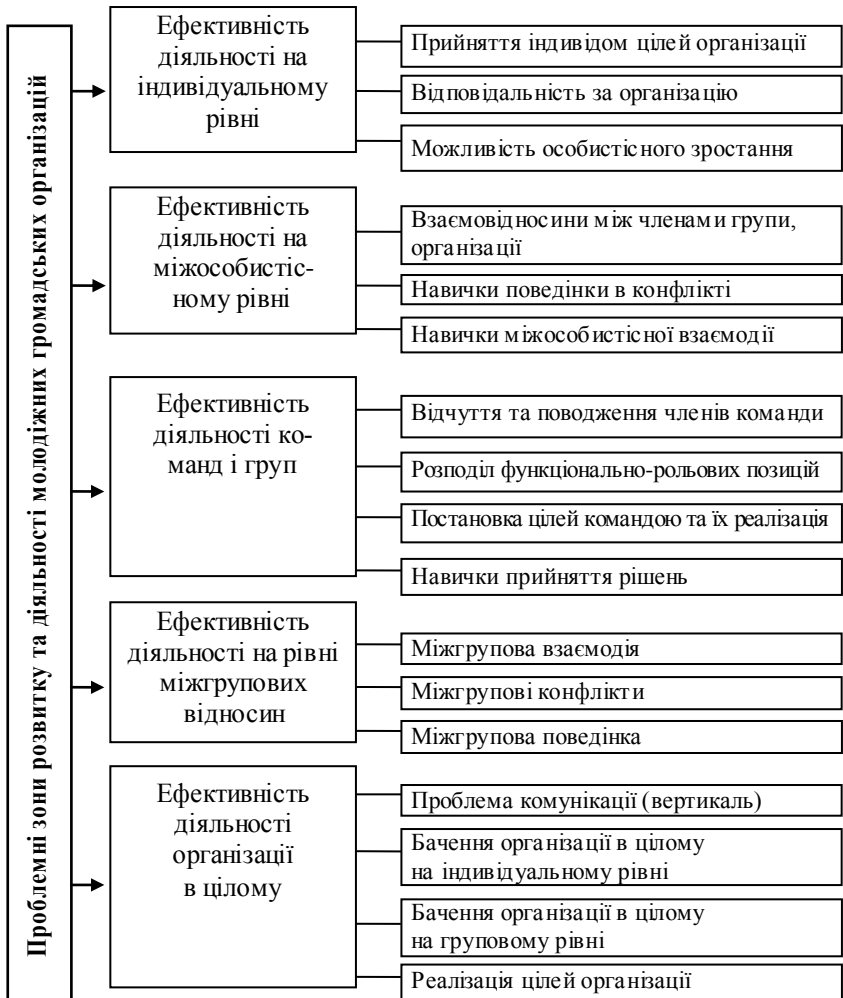 Проблемні зони розвитку та діяльності молодіжних громадських організацій
Ефективність
діяльності на
індивідуальному
рівні
Прийняття індивідом цілей організації
Відповідальність за організацію
Можливість особистісного зростання
Ефективність
діяльності на
міжособистіс-
ному рівні
Взаємовідносини між членами групи,
організації
Навички поведінки в конфлікті
Навички міжособистісної взаємодії
Ефективність
діяльності ко-
манд і груп
Відчуття та поводження членів команди
Розподіл функціонально-рольових позицій
Постановка цілей командою та їх реалізація
Навички прийняття рішень
Ефективність
діяльності на рівні
міжгрупових
відносин
Міжгрупова взаємодія
Міжгрупові конфлікти
Міжгрупова поведінка
Ефективність
діяльності
організації
в цілому
Проблема комунікації (вертикаль)
Бачення організації в цілому
на індивідуальному рівні
Бачення організації в цілому
на груповому рівні
Реалізація цілей організації